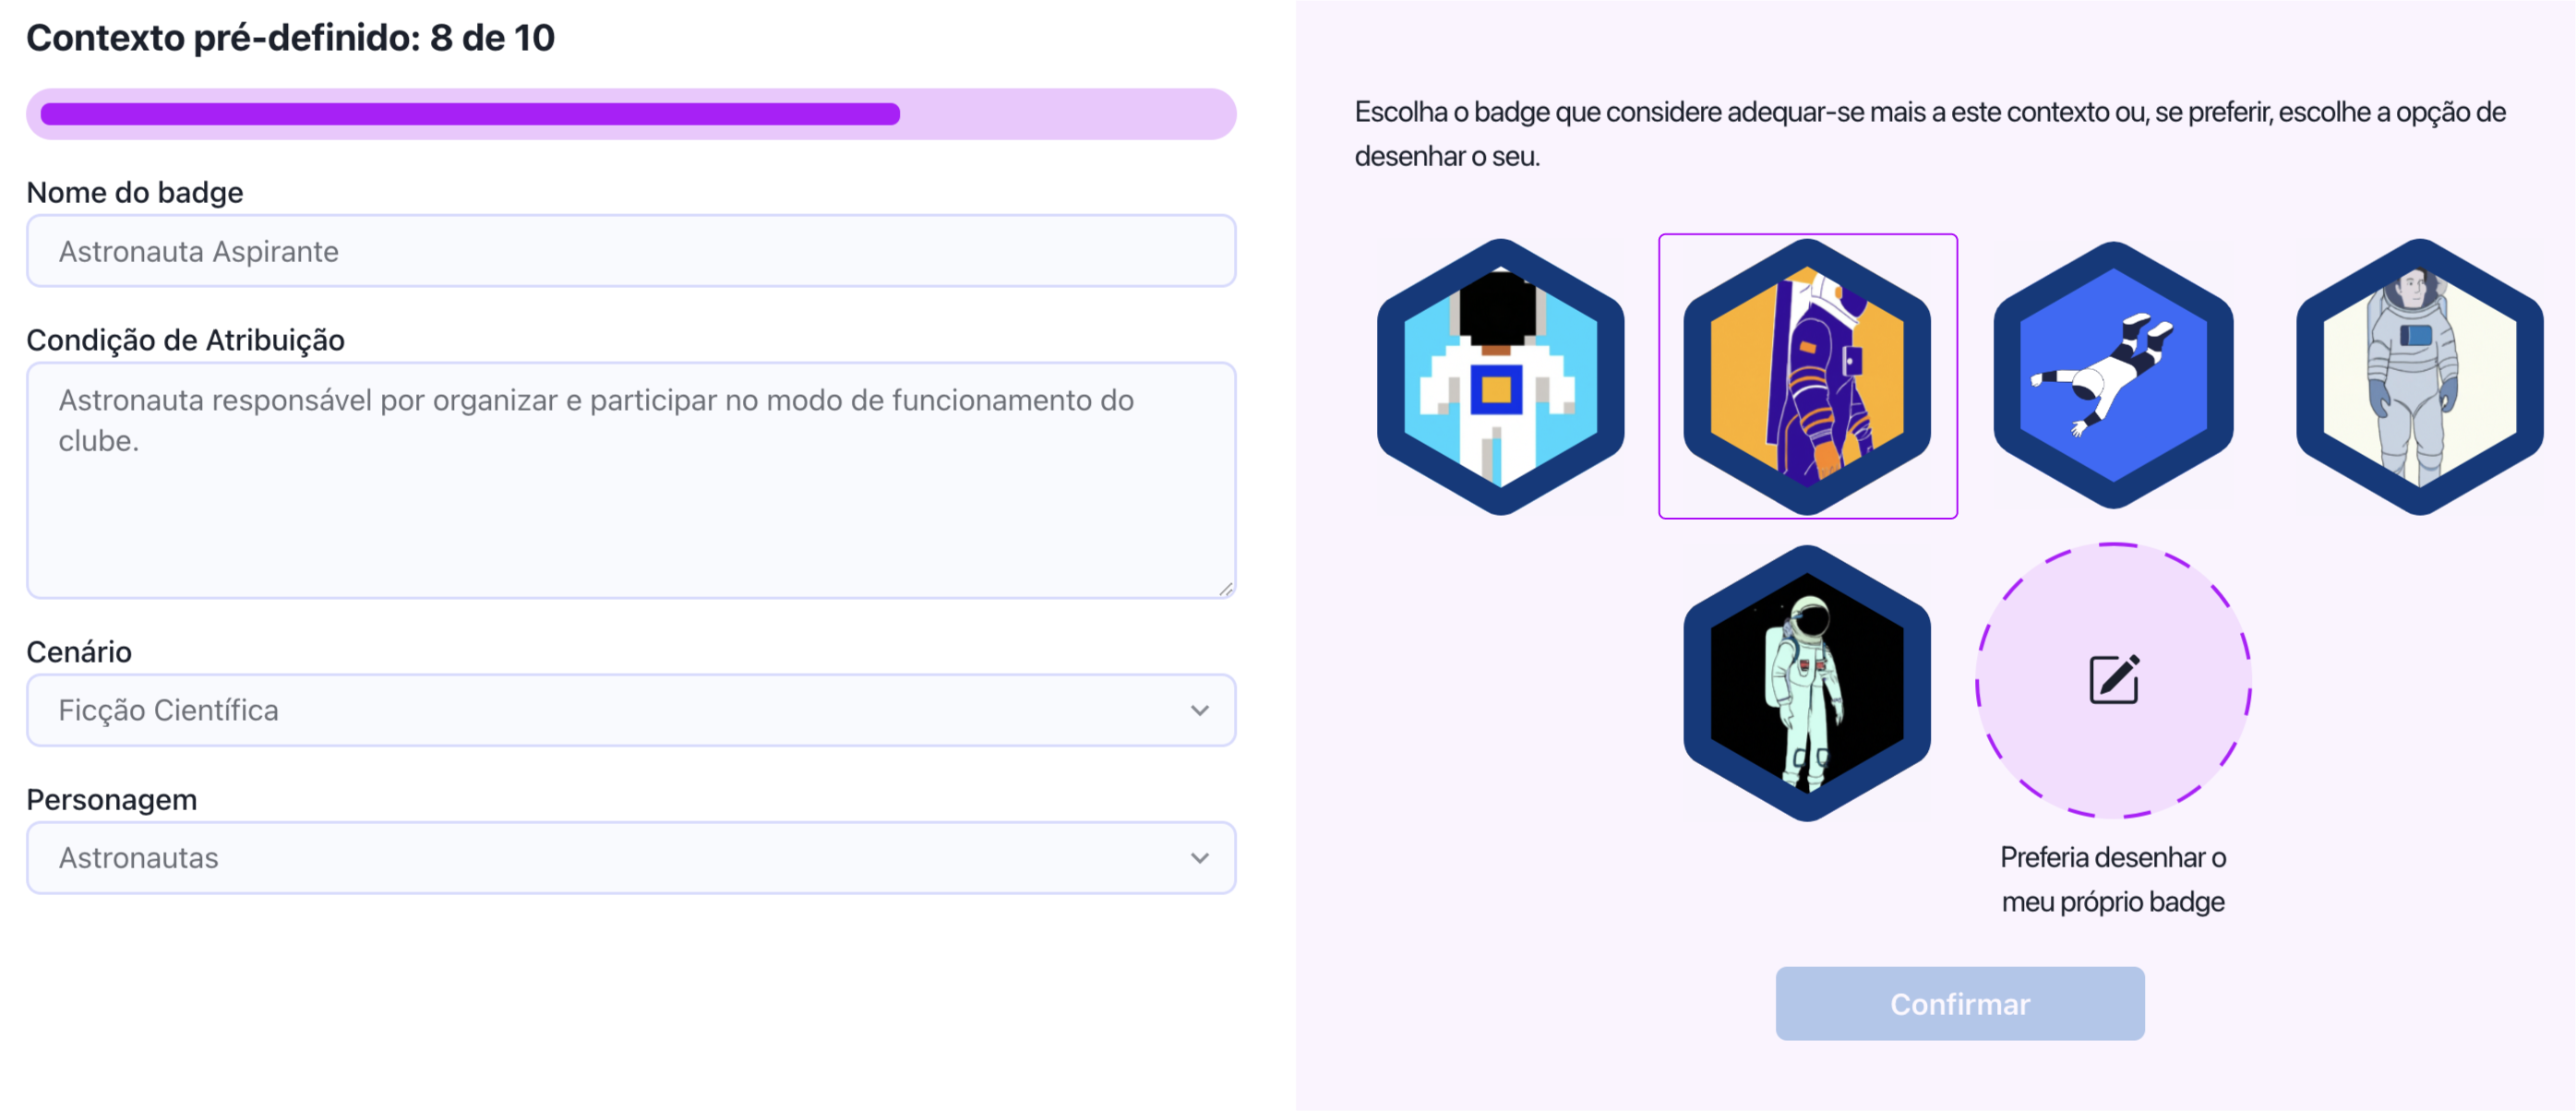 Contexto pré-definido: 8 de 10
Nome do badge
Astronauta Aspirante
Condição de Atribuição
Astronauta responsável por organizar e participar no modo de funcionamento do
clube.
Cenário
Ficção Científica
Personagem
Astronautas
Escolha o badge que considere adequar-se mais a este contexto ou, se preferir, escolhe a opção de
desenhar o seu.
Preferia desenhar o
meu próprio badge
Confirmar